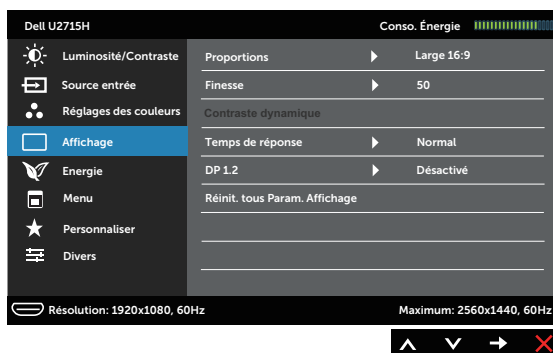 Dell U2715H Conso. Énergie
Luminosité/Contraste Proportions Large 16:9
Source entrée Finesse 50
Réglages des couleurs Contraste dynamique
Affichage Temps de réponse Normal
Energie DP 1.2 Désactivé
Menu Réinit. tous Param. Affichage
Personnaliser
Divers
Résolution: 1920x1080, 60Hz Maximum: 2560x1440, 60Hz